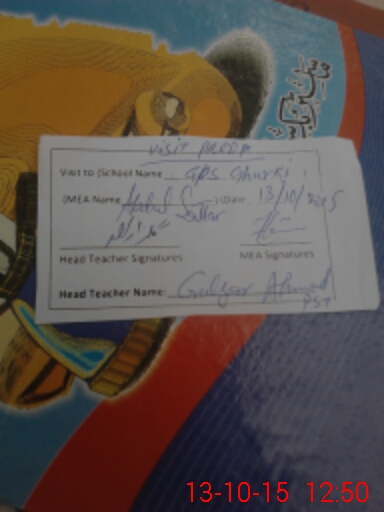 VISIT PROOF
Visit to (School Name GPS Ghurki
(MEA Name Abdul Sattar ) Date 13/10/2015
Head Teacher Signatures MEA Signatures
Head Teacher Name: Gulzar Ahmad
PST
13-10-15 12:50